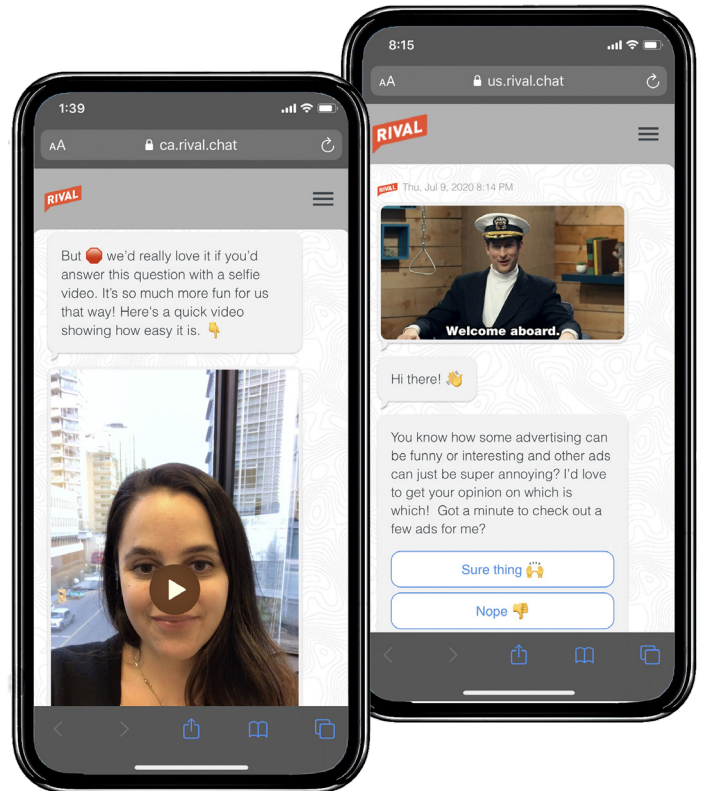 1:39
AA
ca.rival.chat
RIVAL
But 🛑 we'd really love it if you'd
answer this question with a selfie
video. It's so much more fun for us
that way! Here's a quick video
showing how easy it is. 👇
8:15
AA
us.rival.chat
RIVAL
RIVAL Thu, Jul 9, 2020 8:14 PM
Welcome aboard.
Hi there! 👋
You know how some advertising can
be funny or interesting and other ads
can just be super annoying? I'd love
to get your opinion on which is
which!  Got a minute to check out a
few ads for me?
Sure thing 🙌
Nope 👎